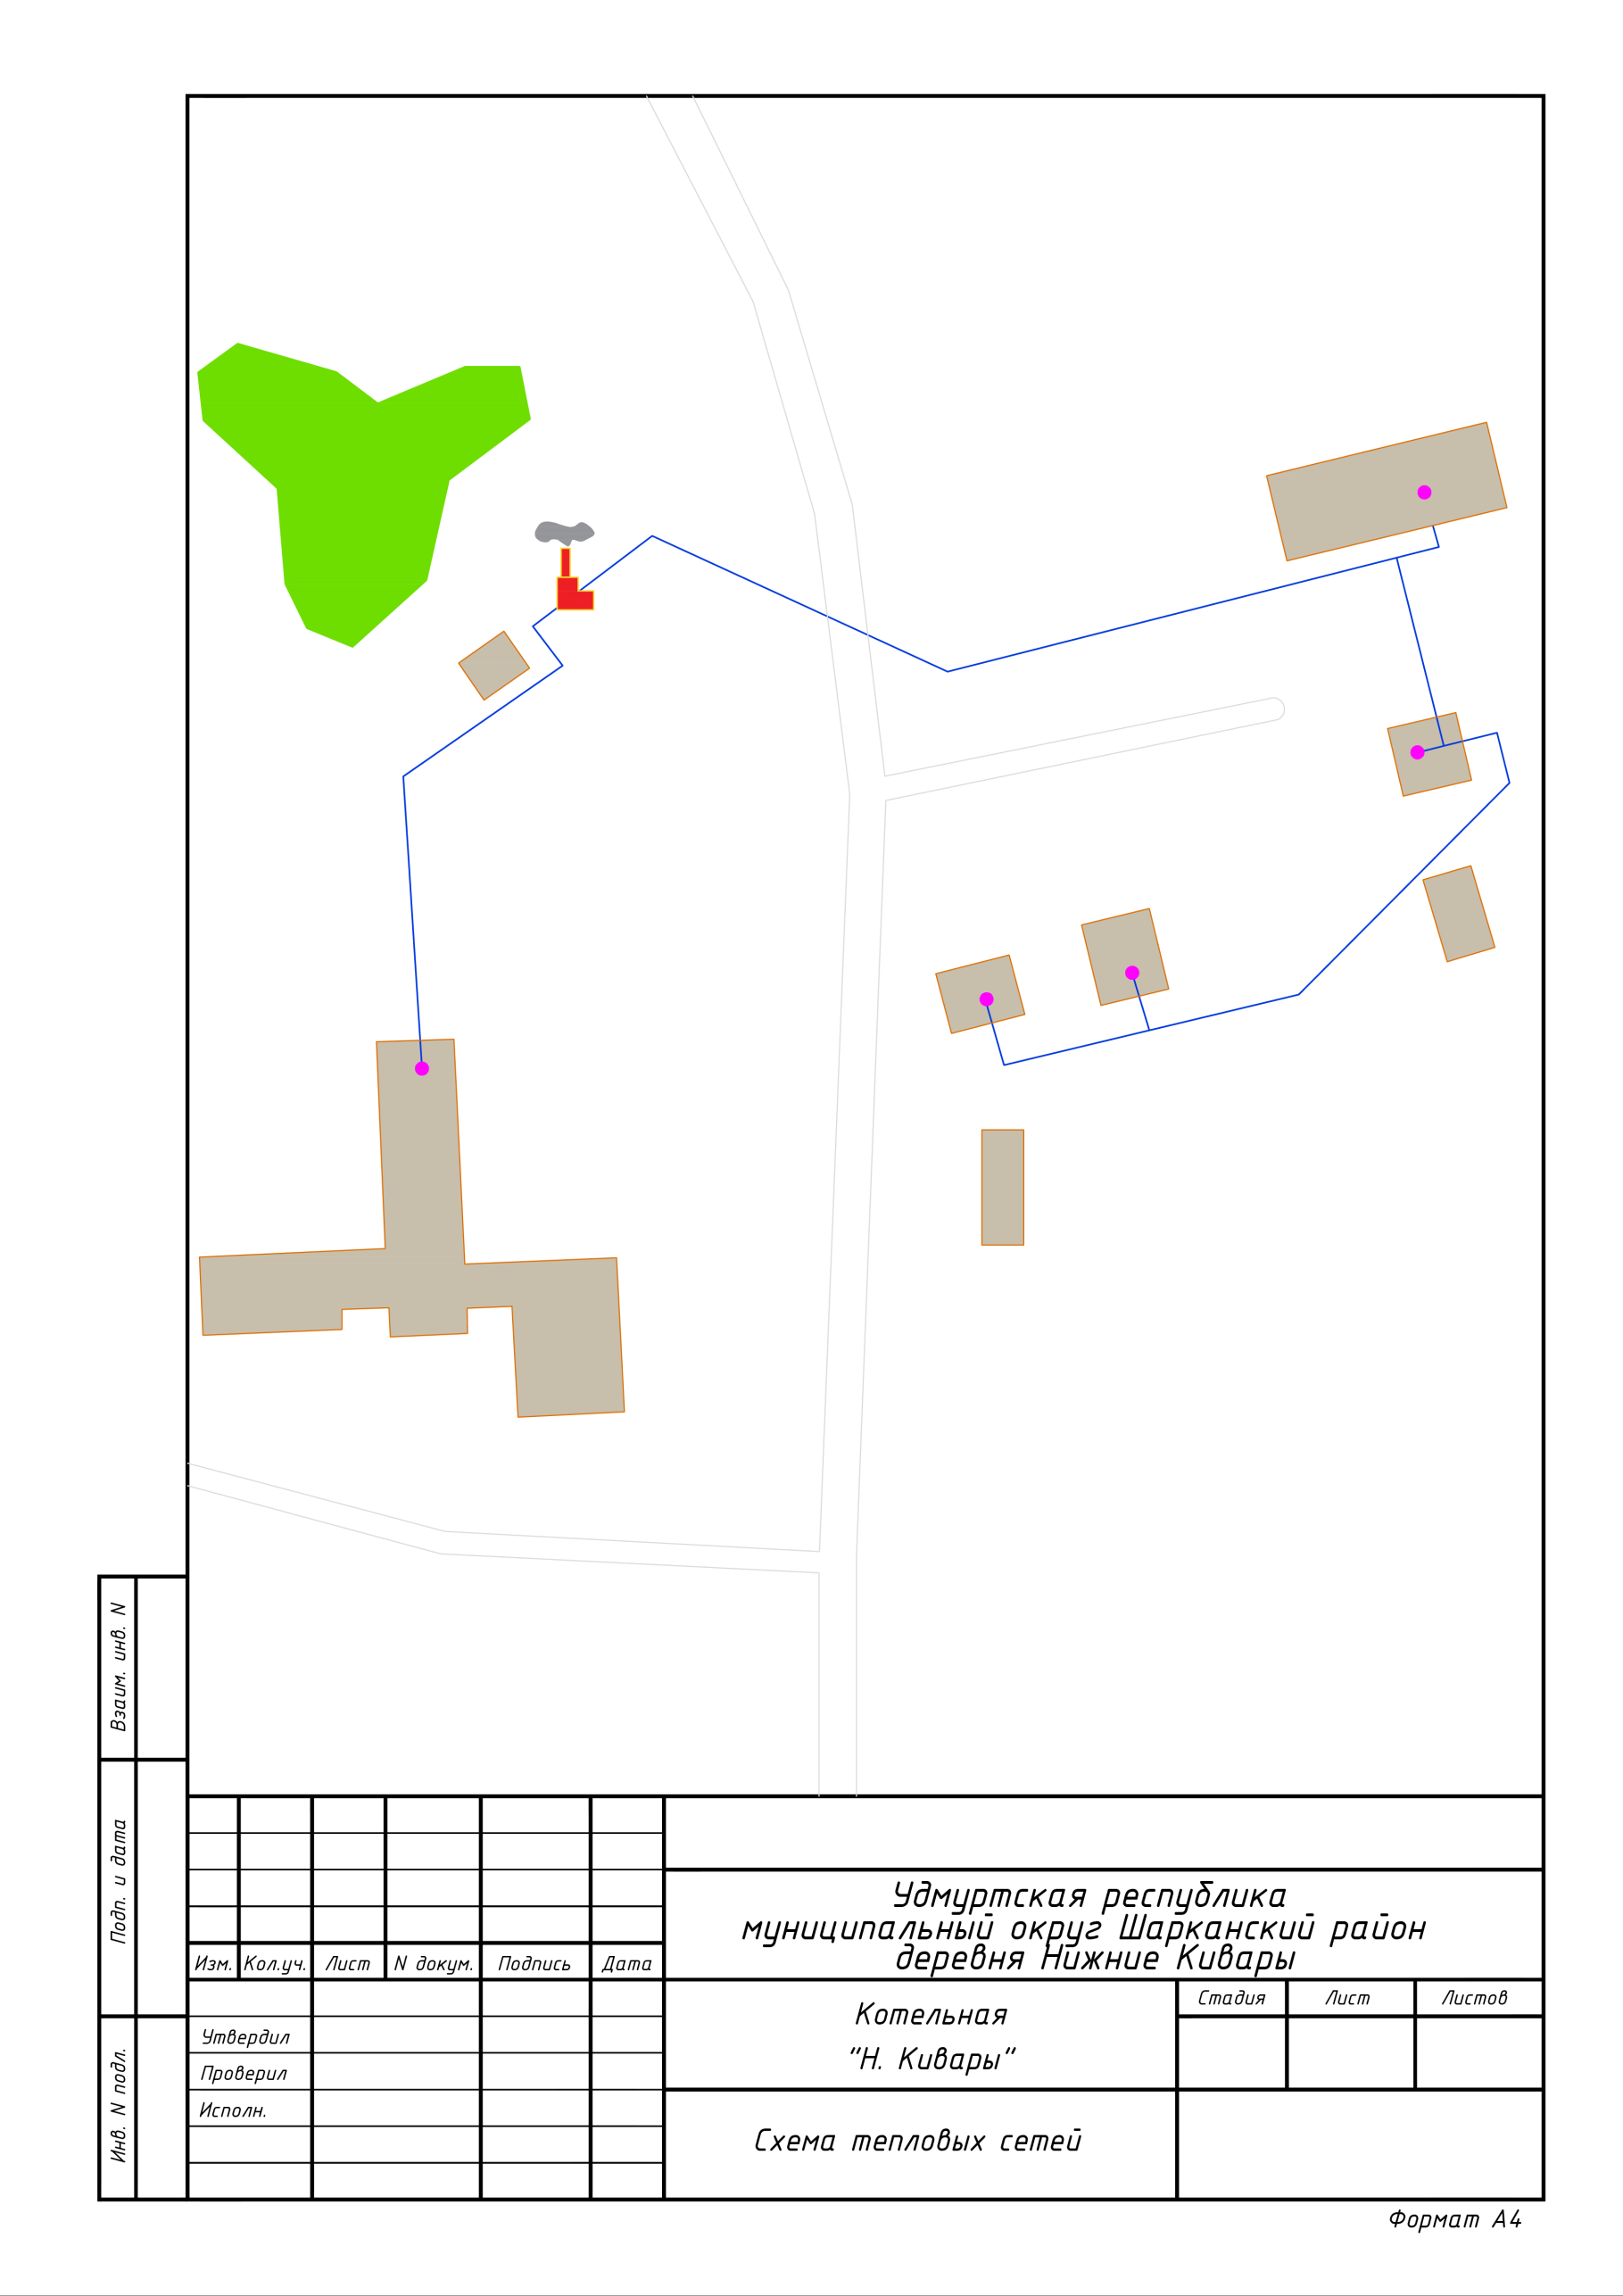 Взаим. инв. N
Подп. и дата
Инв. N подл.
Удмуртская республика
муниципальный округ Шарканский район
деревня Нижние Кивары
Изм. Кол.уч. Лист N докум. Подпись Дата
Котельная
"Н. Кивары"
Стадия Лист Листов
Утвердил
Проверил
Исполн.
Схема тепловых сетей
Формат А4